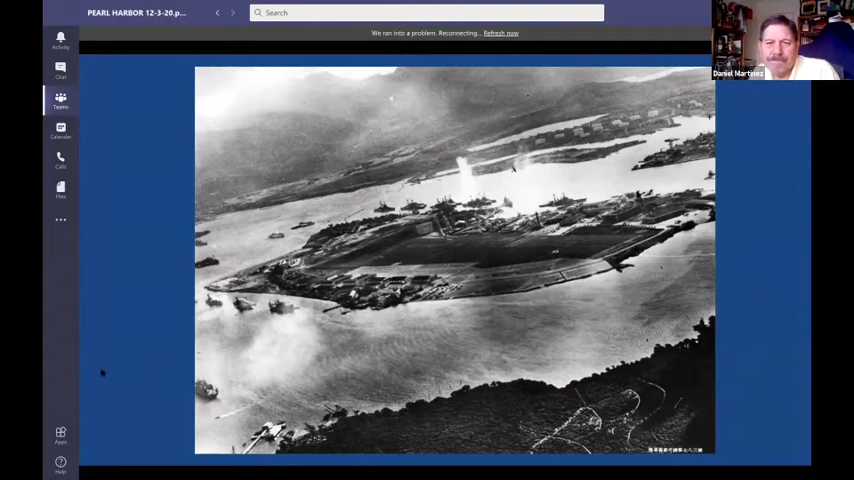 PEARL HARBOR 12-3-20.p...
Search
We ran into a problem. Reconnecting... Refresh now
Daniel Martinez
Activity
Chat
Teams
Calendar
Calls
Files
Apps
Help